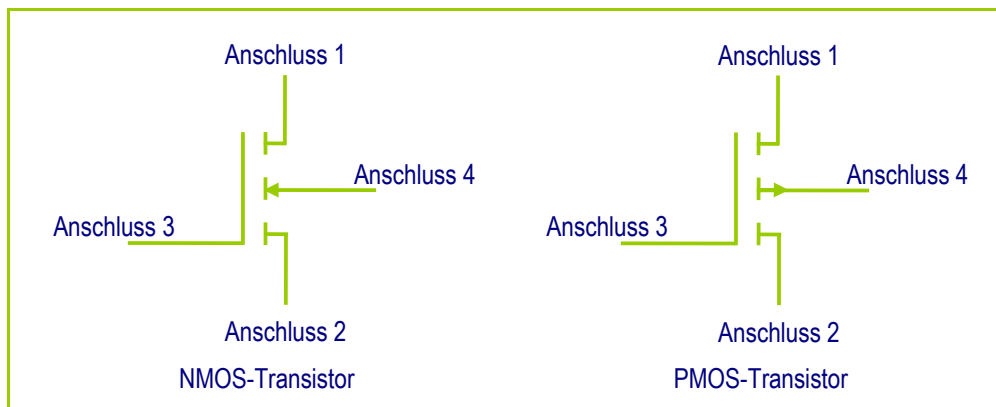 Anschluss 1
Anschluss 4
Anschluss 3
Anschluss 2
NMOS-Transistor
Anschluss 1
Anschluss 4
Anschluss 3
Anschluss 2
PMOS-Transistor